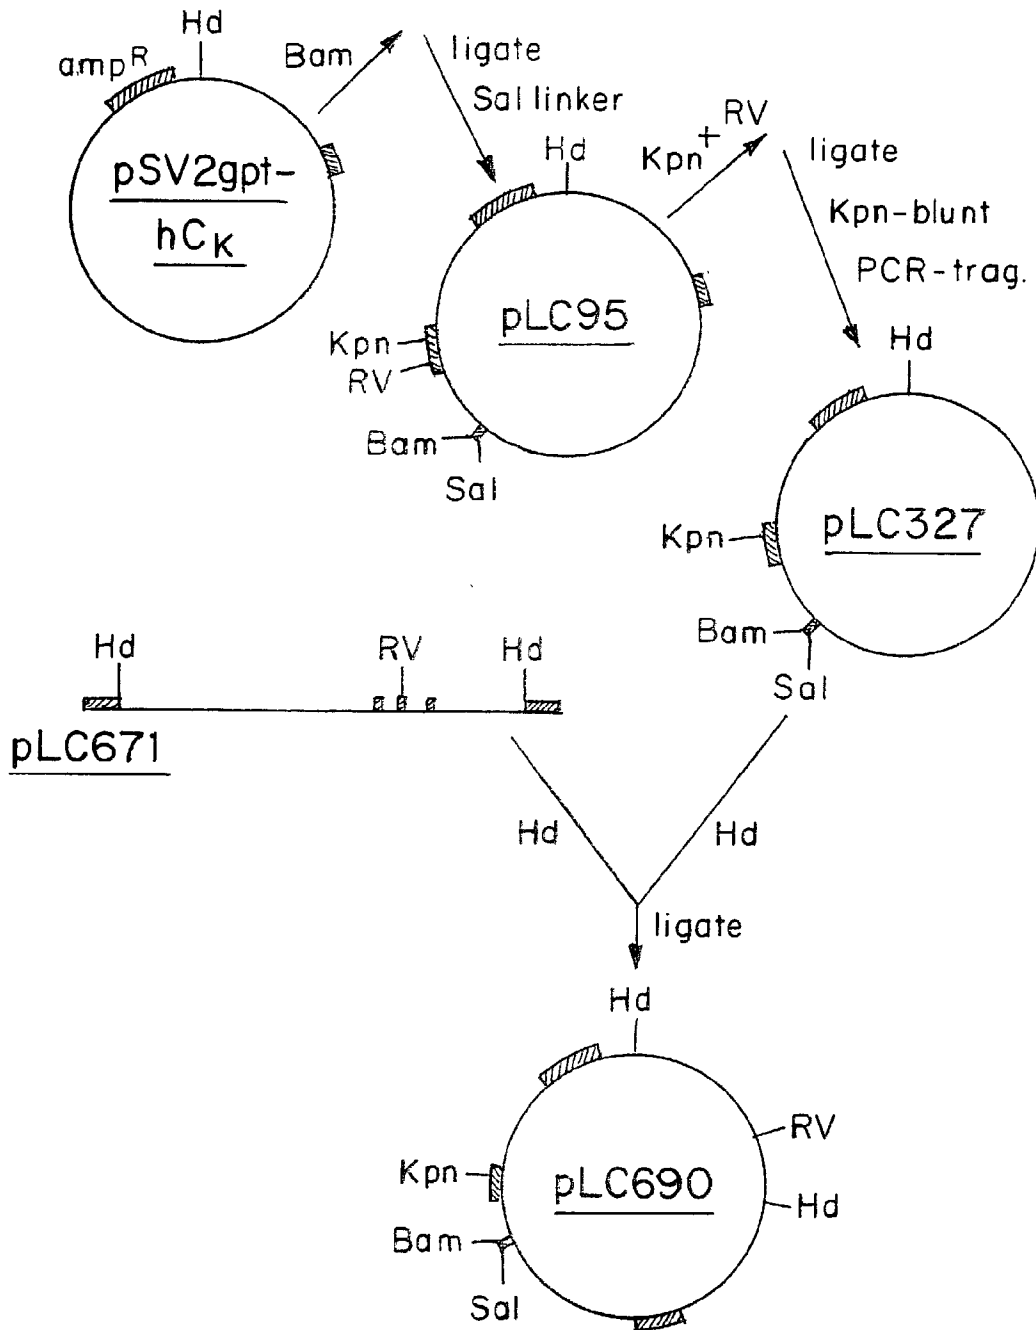 ampR
Hd
Bam
ligate
Sal linker
pSV2gpt-
hCK
Hd
Kpn + RV
ligate
Kpn-blunt
PCR-trag.
Kpn
RV
pLC95
Bam
Sal
Hd
Kpn
pLC327
Bam
Sal
Hd
RV
Hd
pLC671
Hd
Hd
ligate
Hd
RV
Kpn
pLC690
Hd
Bam
Sal